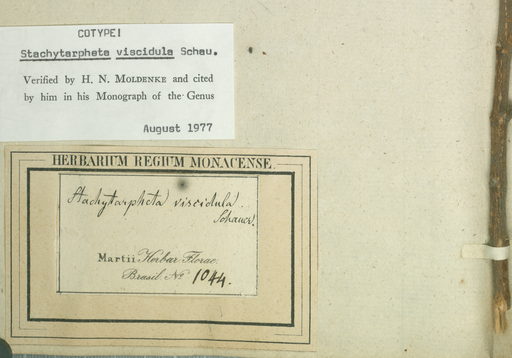 COTYPE!
Stachytarpheta viscidula Schau.
Verified by H. N. MOLDENKE and cited
by him in his Monograph of the Genus
August 1977
HERBARIUM REGIUM MONACENSE.
Stachytarpheta viscidula.
Schauer.
Martii Herbar. Florae
Brasil. No 1044.